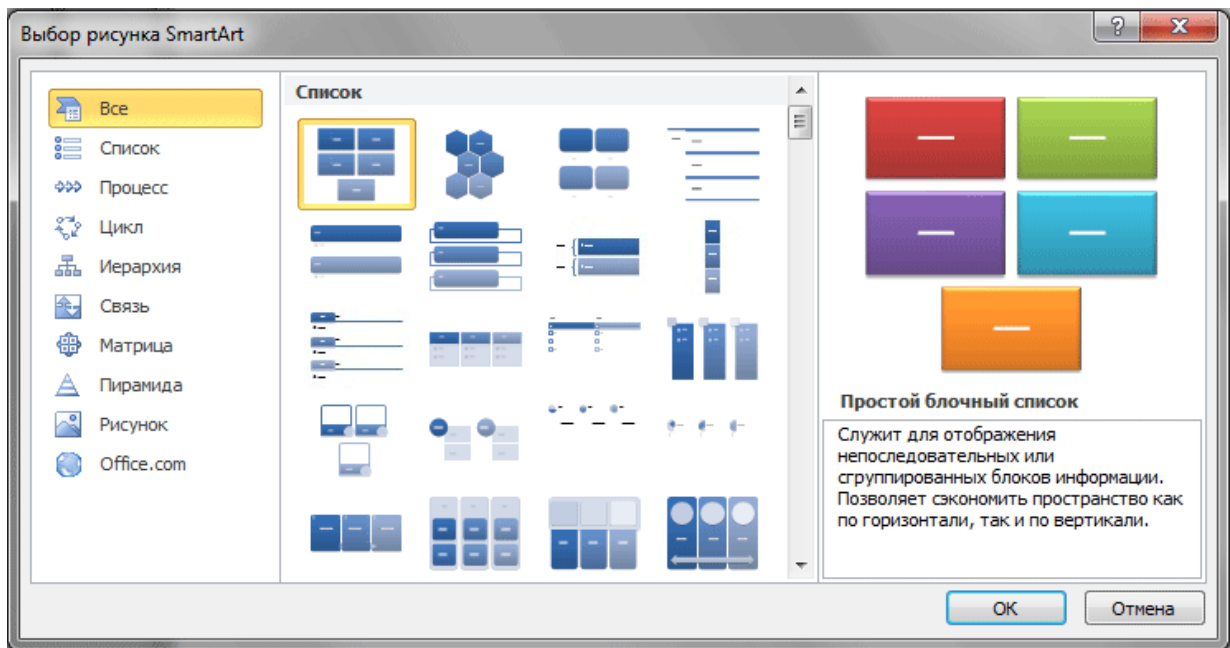 Выбор рисунка SmartArt
Все
Список
Процесс
Цикл
Иерархия
Связь
Матрица
Пирамида
Рисунок
Office.com
Список
Простой блочный список
Служит для отображения
непоследовательных или
сгруппированных блоков информации.
Позволяет сэкономить пространство как
по горизонтали, так и по вертикали.
ОК
Отмена